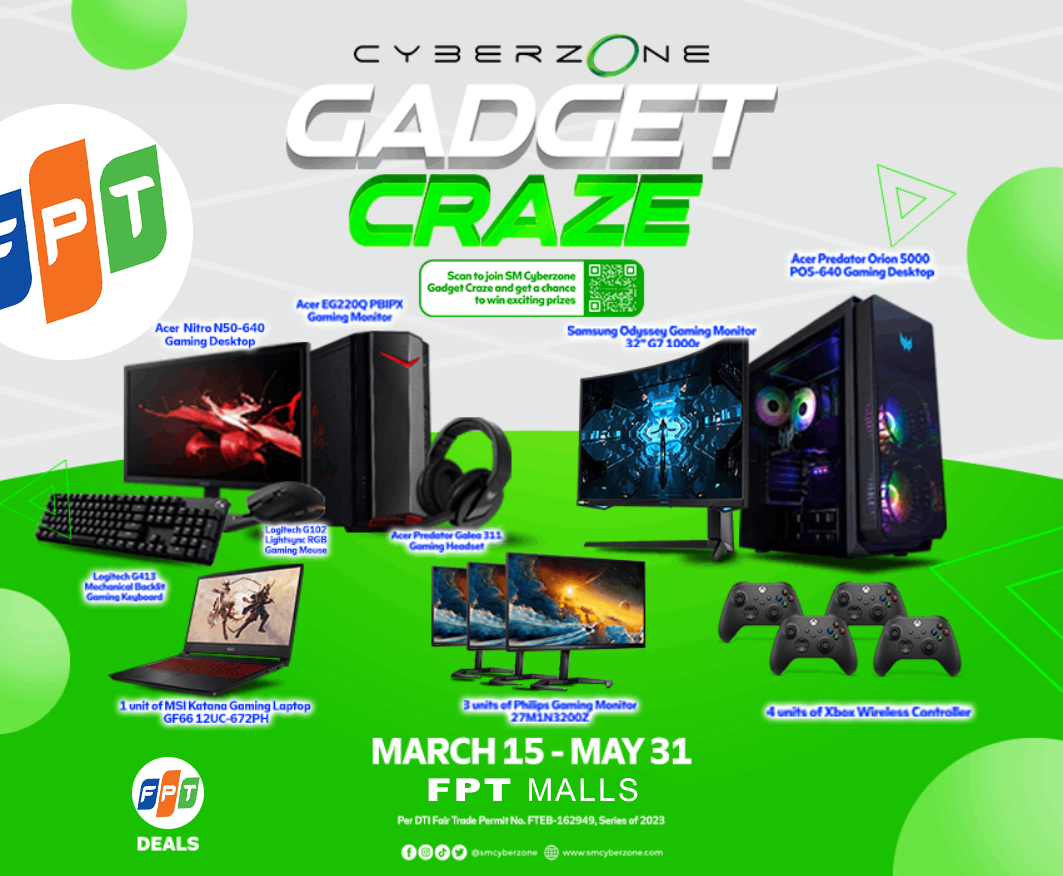 CYBERZONE
GADGET
CRAZE
FPT
Scan to join SM Cyberzone
Gadget Craze and get a chance
to win exciting prizes
Acer Predator Orion 5000
PO5-640 Gaming Desktop
Acer EG220Q PBIPX
Gaming Monitor
Acer Nitro N50-640
Gaming Desktop
Samsung Odyssey Gaming Monitor
32" G7 1000r
Logitech G102
Lightsync RGB
Gaming Mouse
Acer Predator Galea 311
Gaming Headset
Logitech G413
Mechanical Backlit
Gaming Keyboard
1 unit of MSI Katana Gaming Laptop
GF66 12UC-672PH
3 units of Philips Gaming Monitor
27M1N3200Z
4 units of Xbox Wireless Controller
MARCH 15 - MAY 31
FPT MALLS
Per DTI Fair Trade Permit No. FTEB-162949, Series of 2023
FPT
DEALS
@smcyberzone www.smcyberzone.com